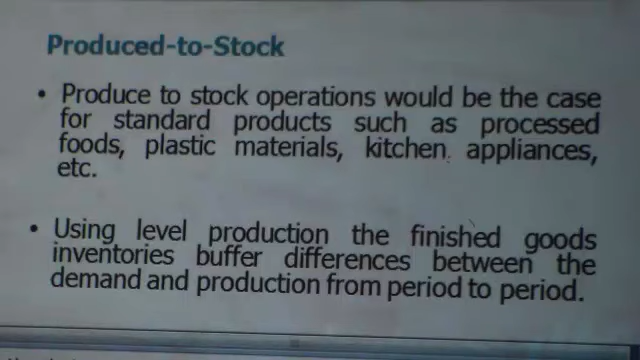 Produced-to-Stock
• Produce to stock operations would be the case
for standard products such as processed
foods, plastic materials, kitchen appliances,
etc.
• Using level production the finished goods
inventories buffer differences between the
demand and production from period to period.